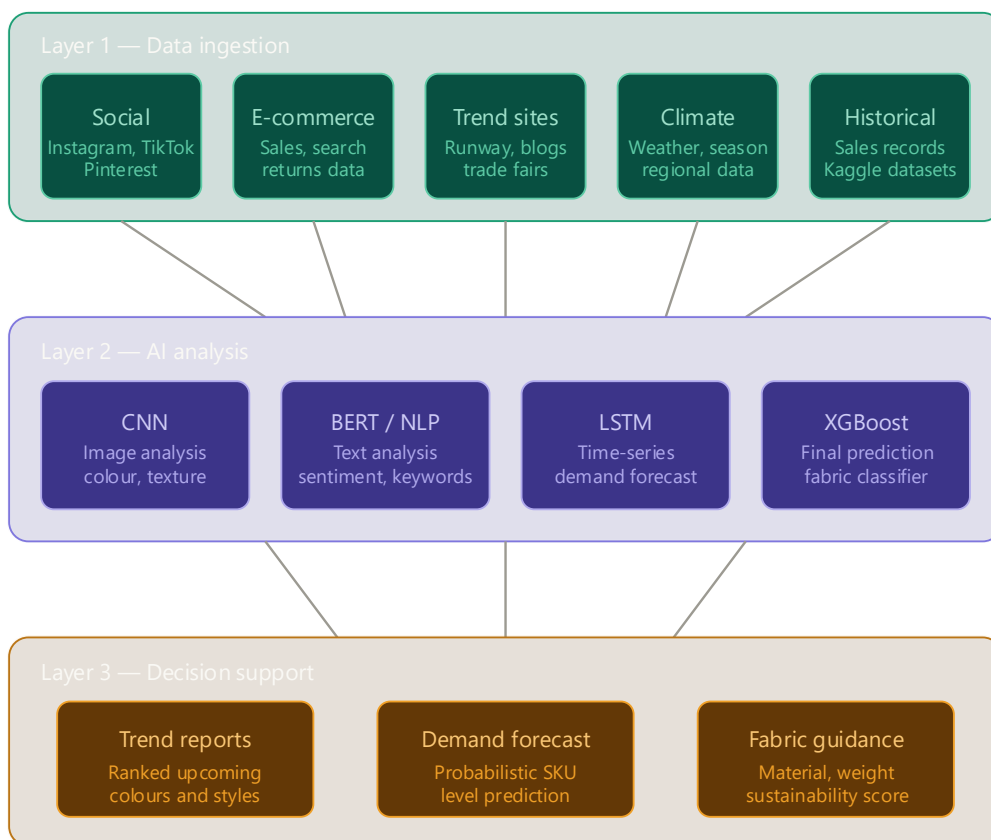 Layer 1 — Data ingestion
Social
Instagram, TikTok
Pinterest
E-commerce
Sales, search
returns data
Trend sites
Runway, blogs
trade fairs
Climate
Weather, season
regional data
Historical
Sales records
Kaggle datasets
Layer 2 — AI analysis
CNN
Image analysis
colour, texture
BERT / NLP
Text analysis
sentiment, keywords
LSTM
Time-series
demand forecast
XGBoost
Final prediction
fabric classifier
Layer 3 — Decision support
Trend reports
Ranked upcoming
colours and styles
Demand forecast
Probabilistic SKU
level prediction
Fabric guidance
Material, weight
sustainability score